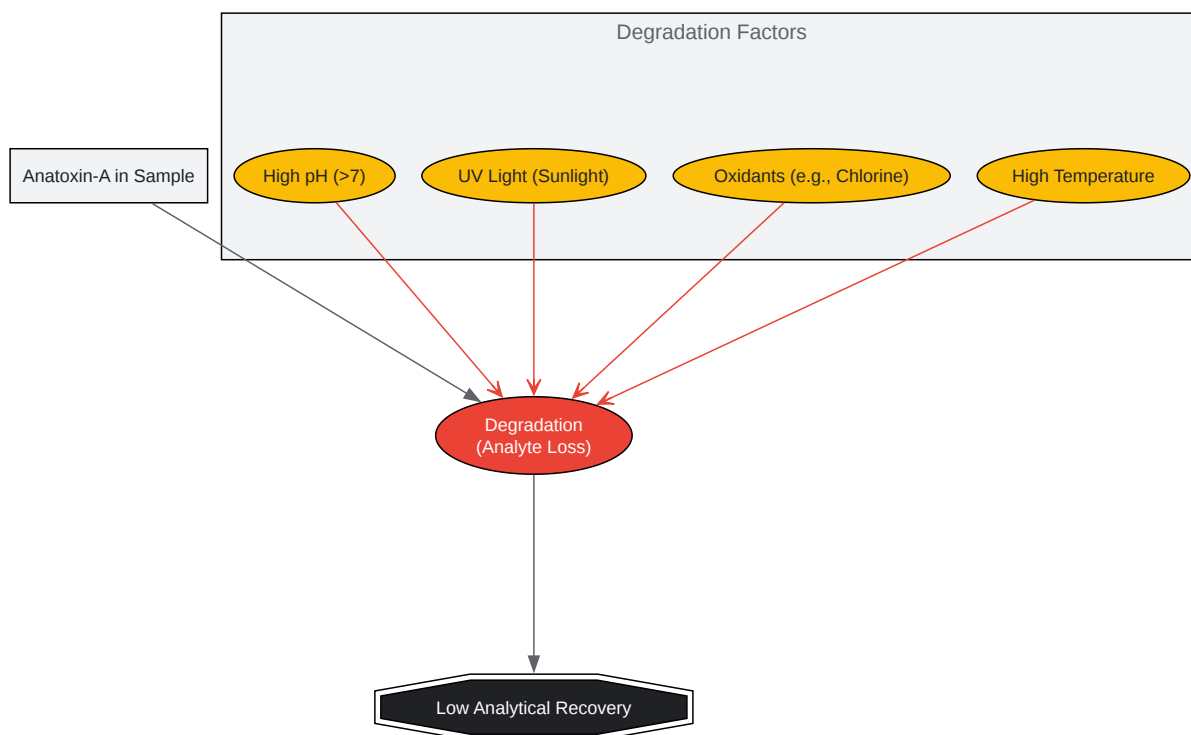 Degradation Factors
Anatoxin-A in Sample
High pH (>7)
UV Light (Sunlight)
Oxidants (e.g., Chlorine)
High Temperature
Degradation
(Analyte Loss)
Low Analytical Recovery